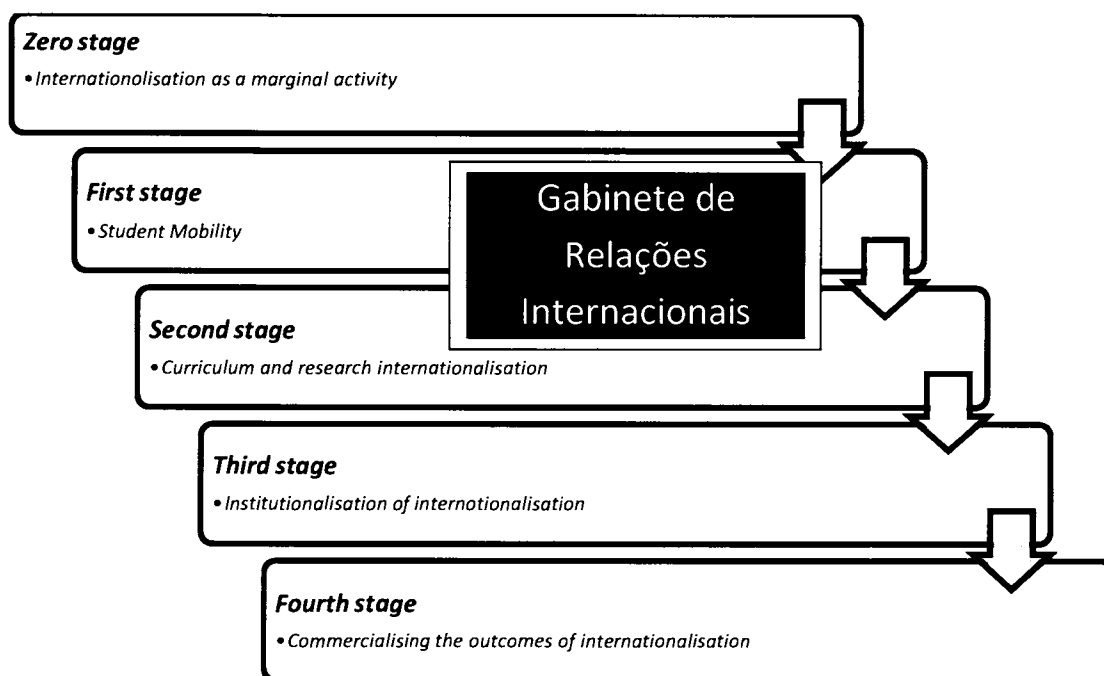 Zero stage
• Internationolisation as a marginal activity
First stage
• Student Mobility
Gabinete de
Relações
Internacionais
Second stage
• Curriculum and research internationalisation
Third stage
• Institutionalisation of internotionalisation
Fourth stage
• Commercialising the outcomes of internationalisation